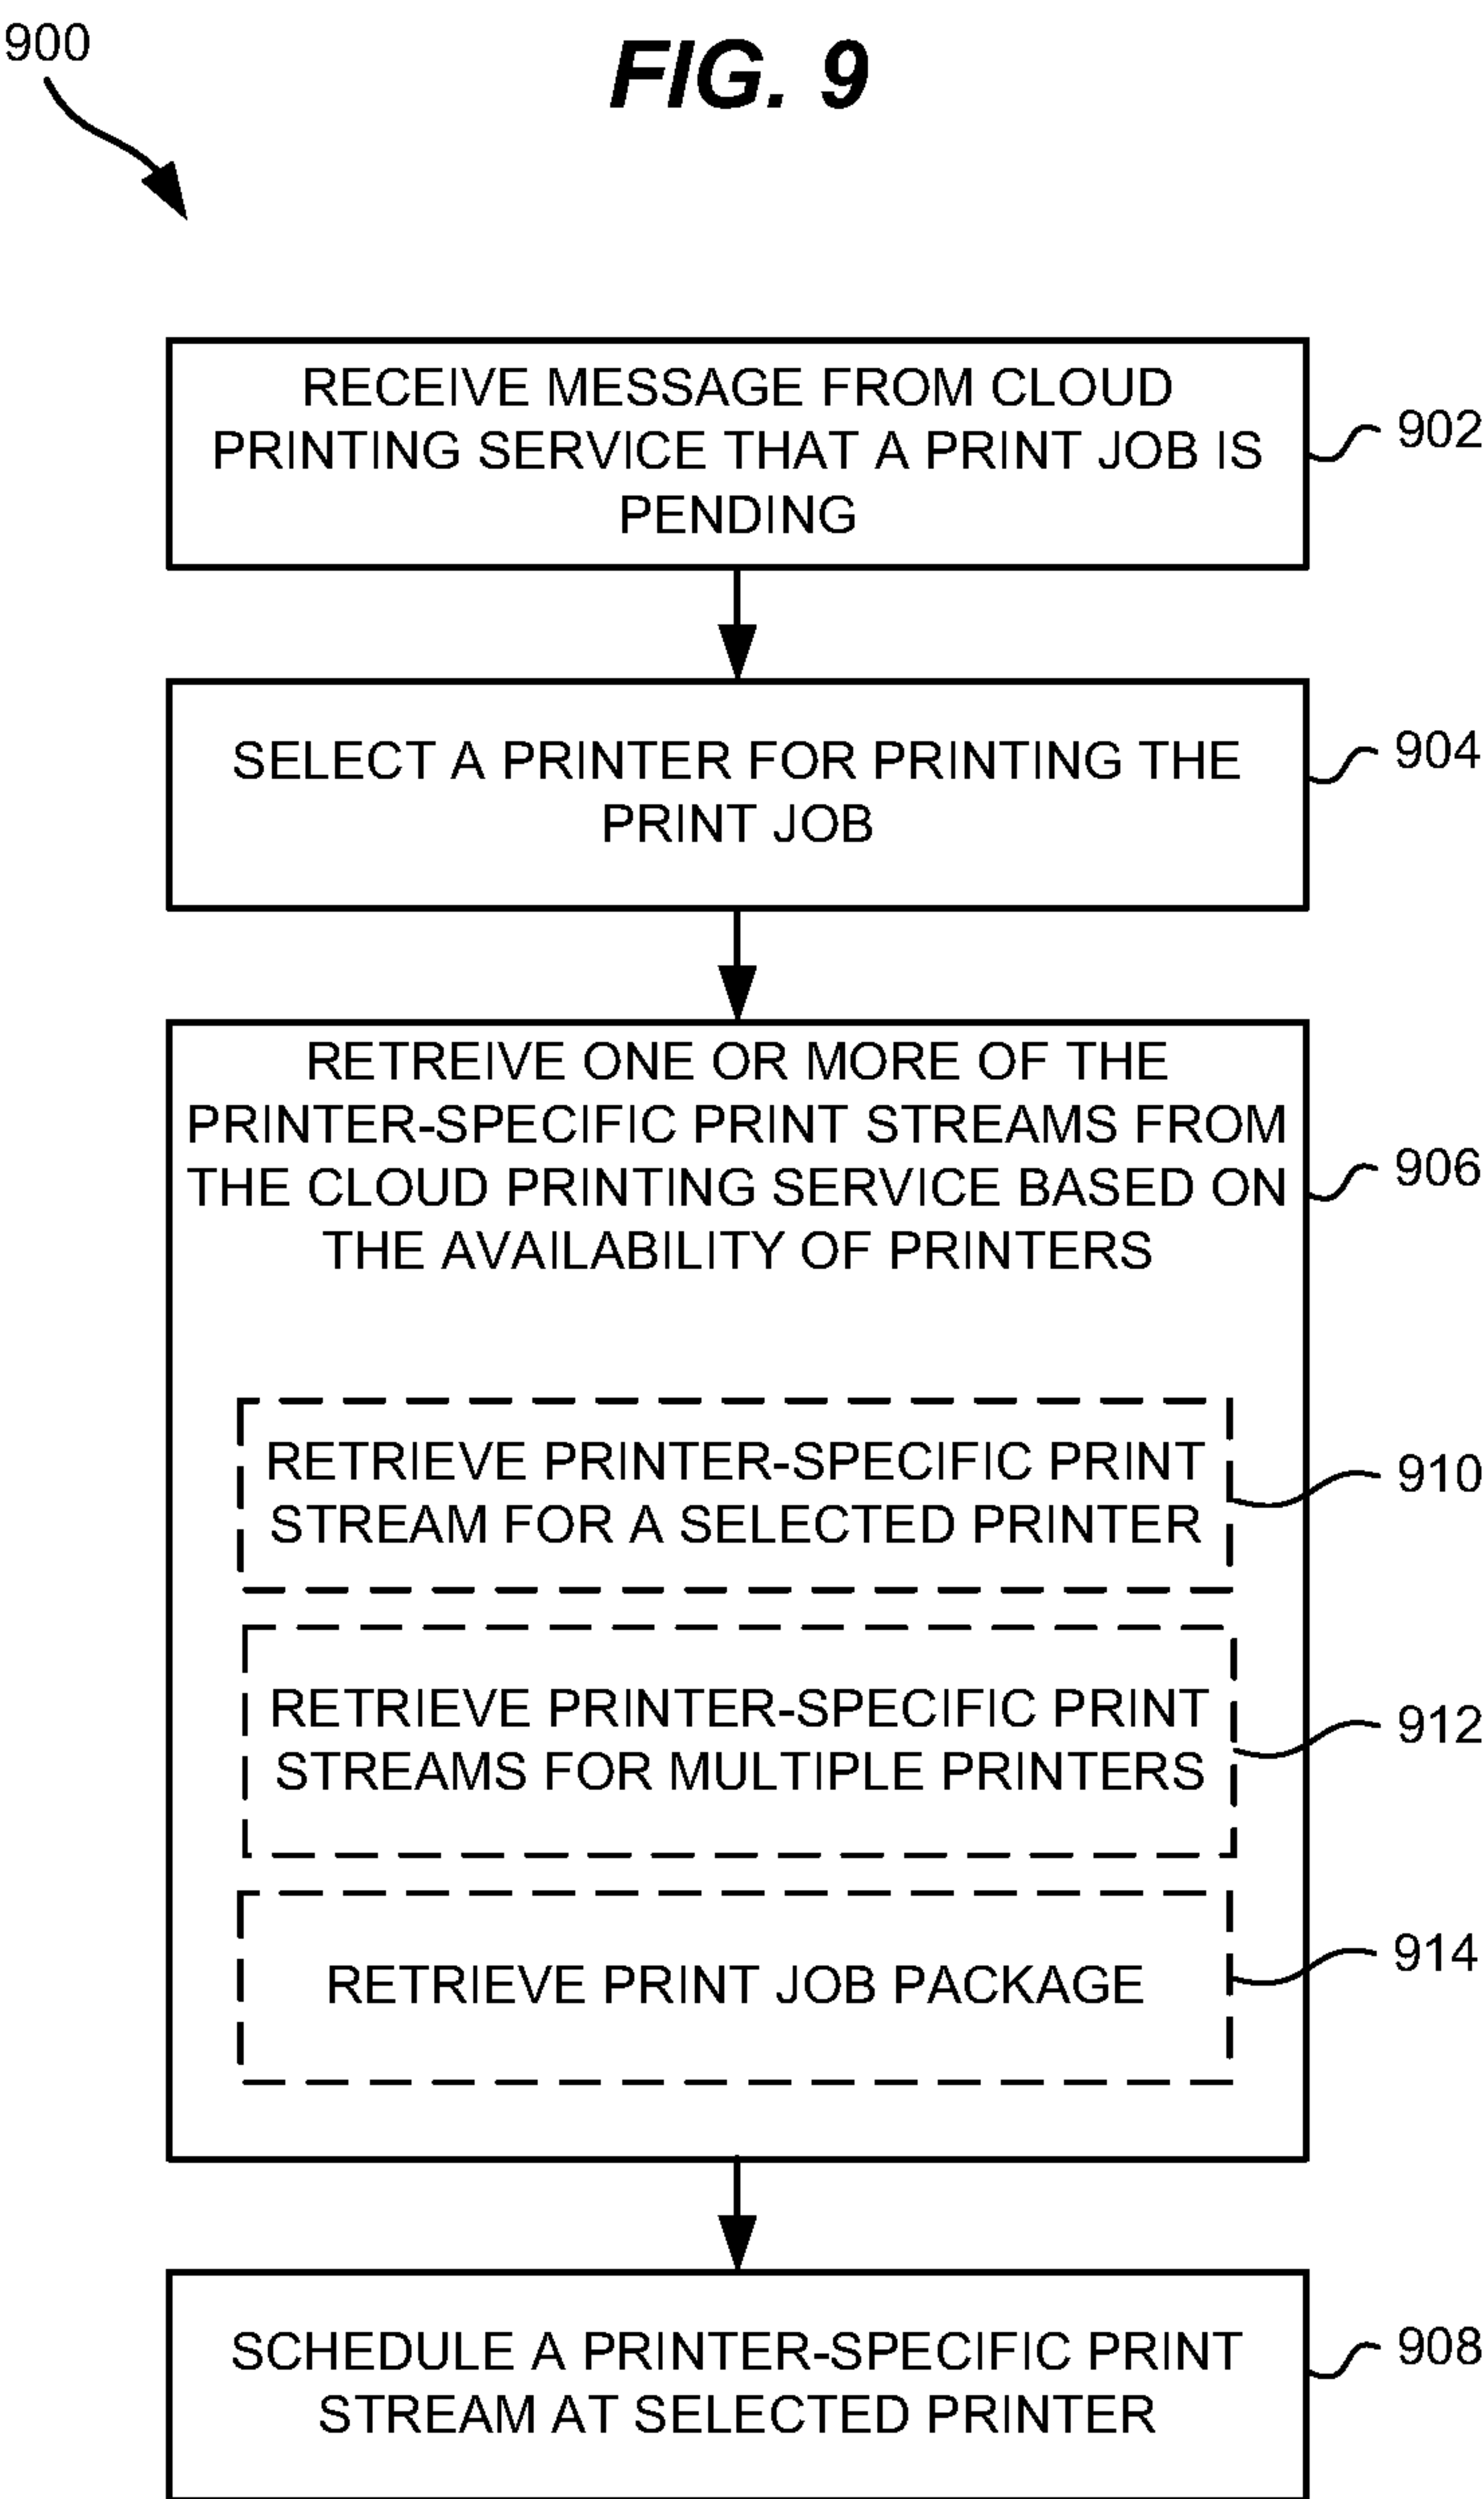 900
FIG. 9
RECEIVE MESSAGE FROM CLOUD
PRINTING SERVICE THAT A PRINT JOB IS
PENDING
902
SELECT A PRINTER FOR PRINTING THE
PRINT JOB
904
RETREIVE ONE OR MORE OF THE
PRINTER-SPECIFIC PRINT STREAMS FROM
THE CLOUD PRINTING SERVICE BASED ON
THE AVAILABILITY OF PRINTERS
906
RETRIEVE PRINTER-SPECIFIC PRINT
STREAM FOR A SELECTED PRINTER
910
RETRIEVE PRINTER-SPECIFIC PRINT
STREAMS FOR MULTIPLE PRINTERS
912
RETRIEVE PRINT JOB PACKAGE
914
SCHEDULE A PRINTER-SPECIFIC PRINT
STREAM AT SELECTED PRINTER
908